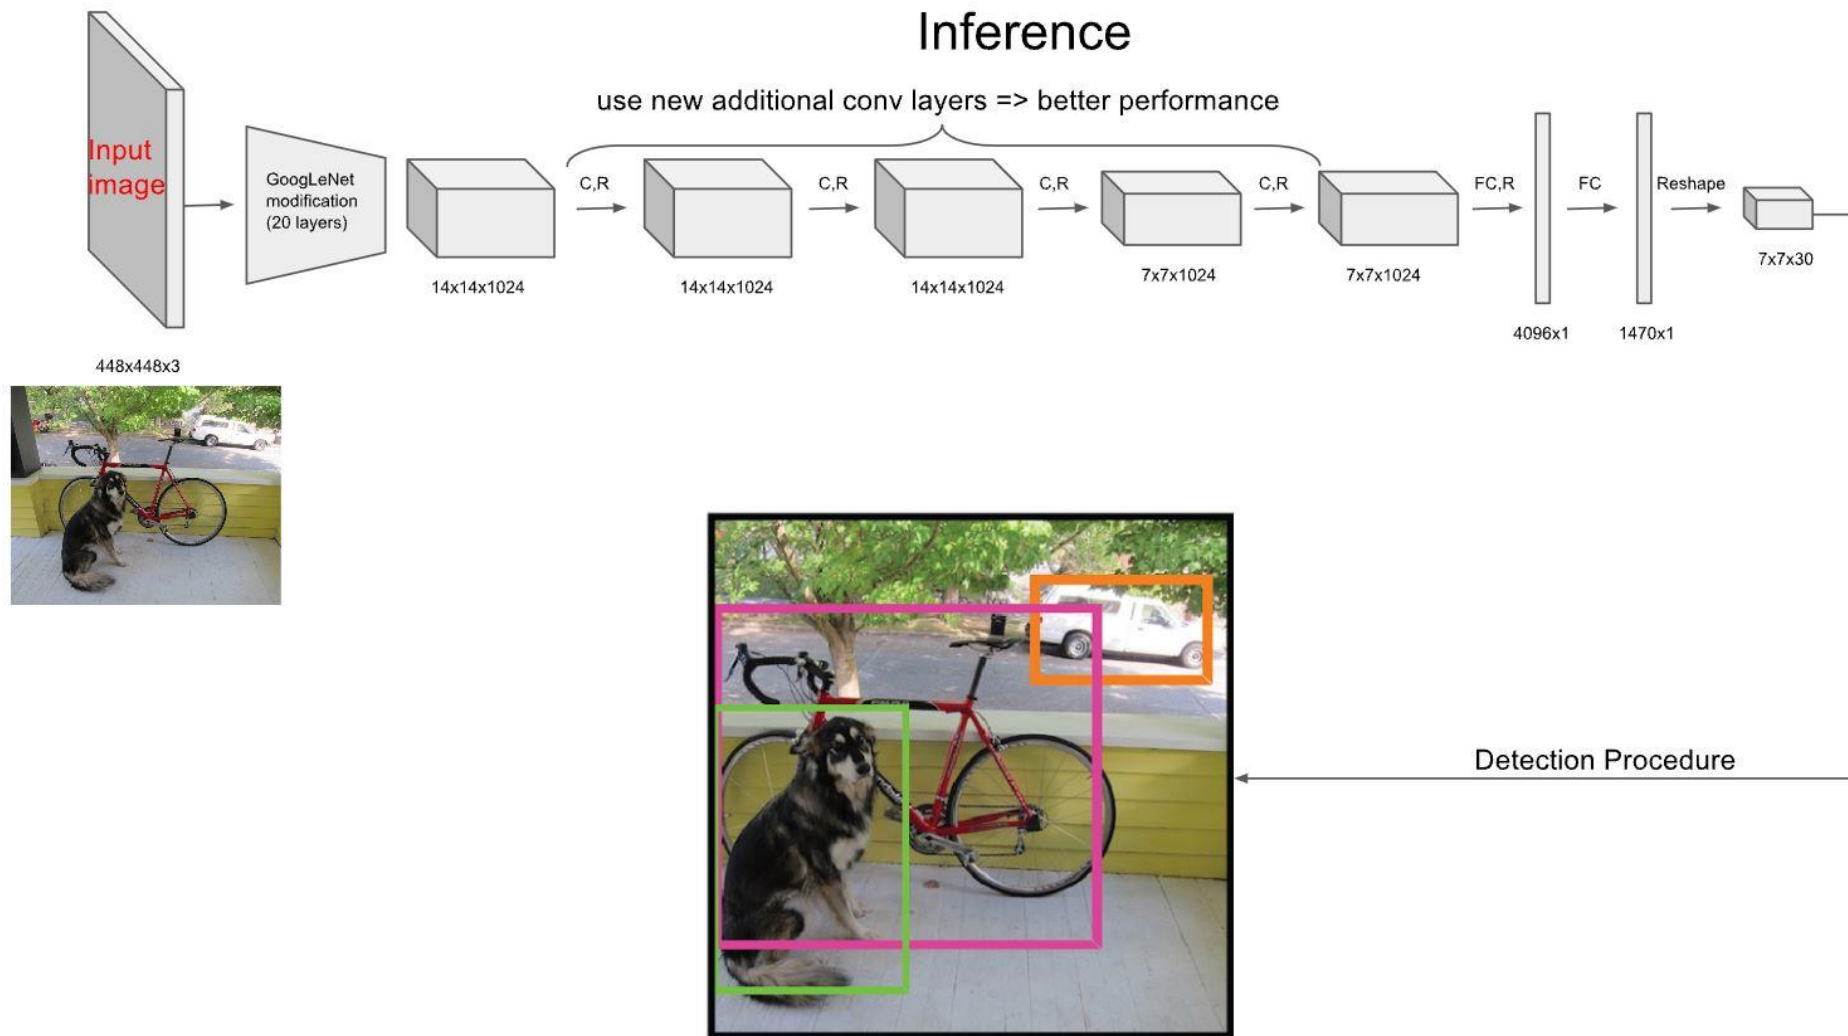 Inference
use new additional conv layers => better performance
Input
image
GoogLeNet
modification
(20 layers)
C,R
C,R
C,R
C,R
FC,R
FC
Reshape
448x448x3
14x14x1024
14x14x1024
14x14x1024
7x7x1024
7x7x1024
4096x1
1470x1
7x7x30
Detection Procedure